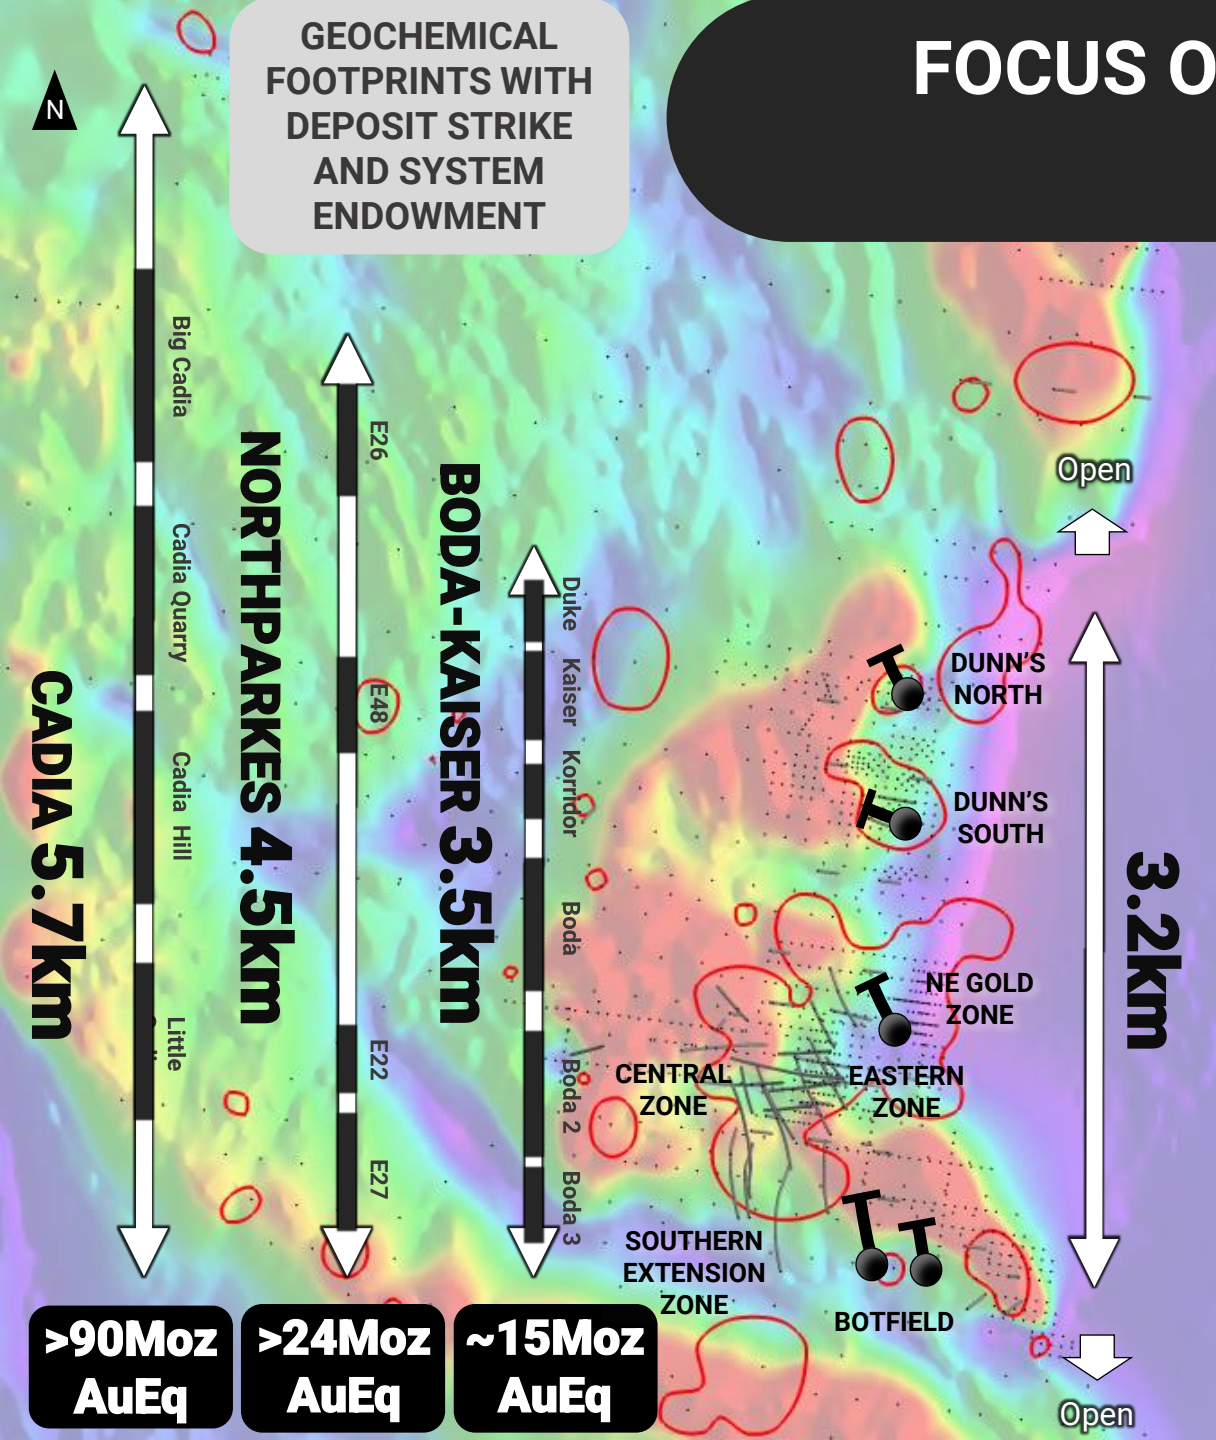 GEOCHEMICAL
FOOTPRINTS WITH
DEPOSIT STRIKE
AND SYSTEM
ENDOWMENT
FOCUS O
N
CADIA 5.7km
Big Cadia
Cadia Quarry
Cadia Hill
Little
NORTHPARKES 4.5km
E26
E48
E22
E27
BODA-KAISER 3.5km
Duke
Kaiser
Korridor
Boda
Boda 2
Boda 3
Open
DUNN'S
NORTH
DUNN'S
SOUTH
3.2km
NE GOLD
ZONE
CENTRAL
ZONE
EASTERN
ZONE
SOUTHERN
EXTENSION
ZONE
BOTFIELD
Open
>90Moz
AuEq
>24Moz
AuEq
~15Moz
AuEq